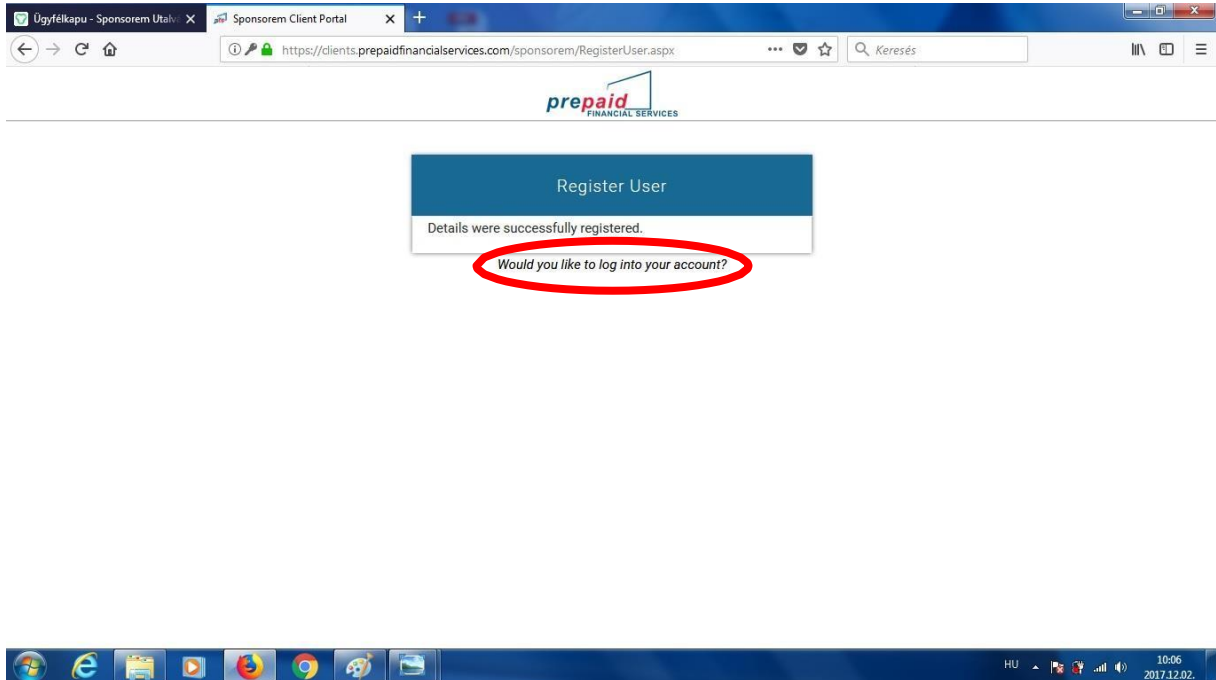 Ügyfélkapu - Sponsorem Utalv
Sponsorem Client Portal
https://clients.prepaidfinancialservices.com/sponsorem/RegisterUser.aspx
Keresés
prepaid
FINANCIAL SERVICES
Register User
Details were successfully registered.
Would you like to log into your account?
HU
10:06
2017.12.02.